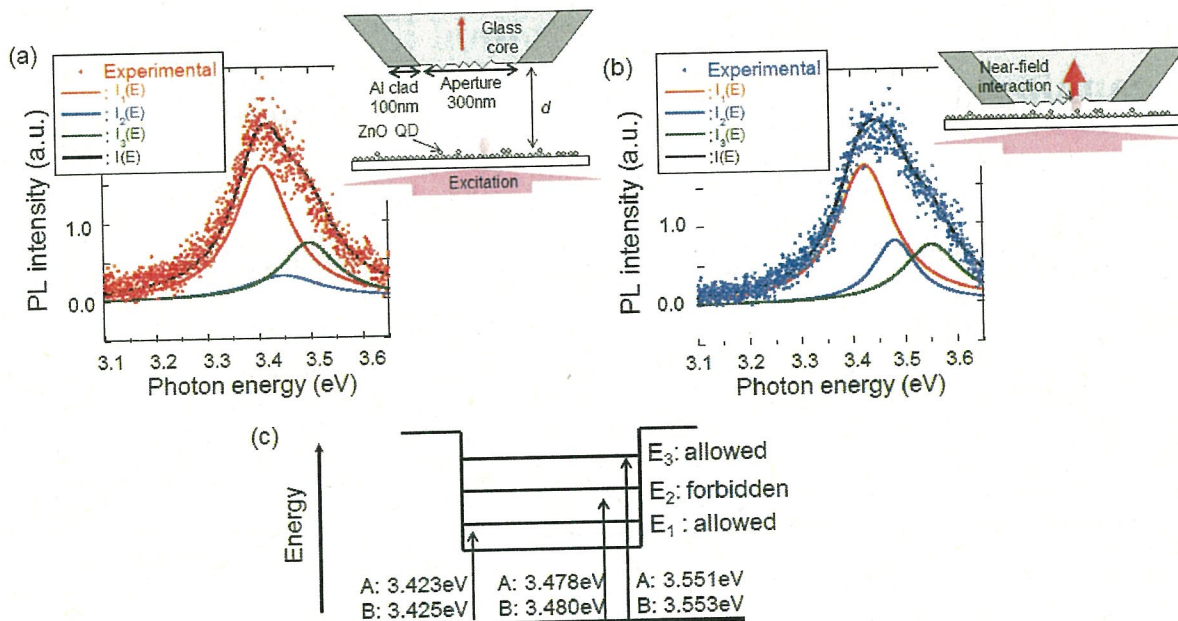 (a)
Experimental
: I₁(E)
: I₂(E)
: I₃(E)
: I(E)
PL intensity (a.u.)
1.0
0.0
3.1 3.2 3.3 3.4 3.5 3.6
Photon energy (eV)
Glass
core
Al clad
100nm
Aperture
300nm
d
ZnO QD
Excitation
(b)
Experimental
: I₁(E)
: I₂(E)
: I₃(E)
: I(E)
PL intensity (a.u.)
1.0
0.0
3.1 3.2 3.3 3.4 3.5 3.6
Photon energy (eV)
Near-field
interaction
(c)
Energy
E₃: allowed
E₂: forbidden
E₁ : allowed
A: 3.423eV A: 3.478eV A: 3.551eV
B: 3.425eV B: 3.480eV B: 3.553eV